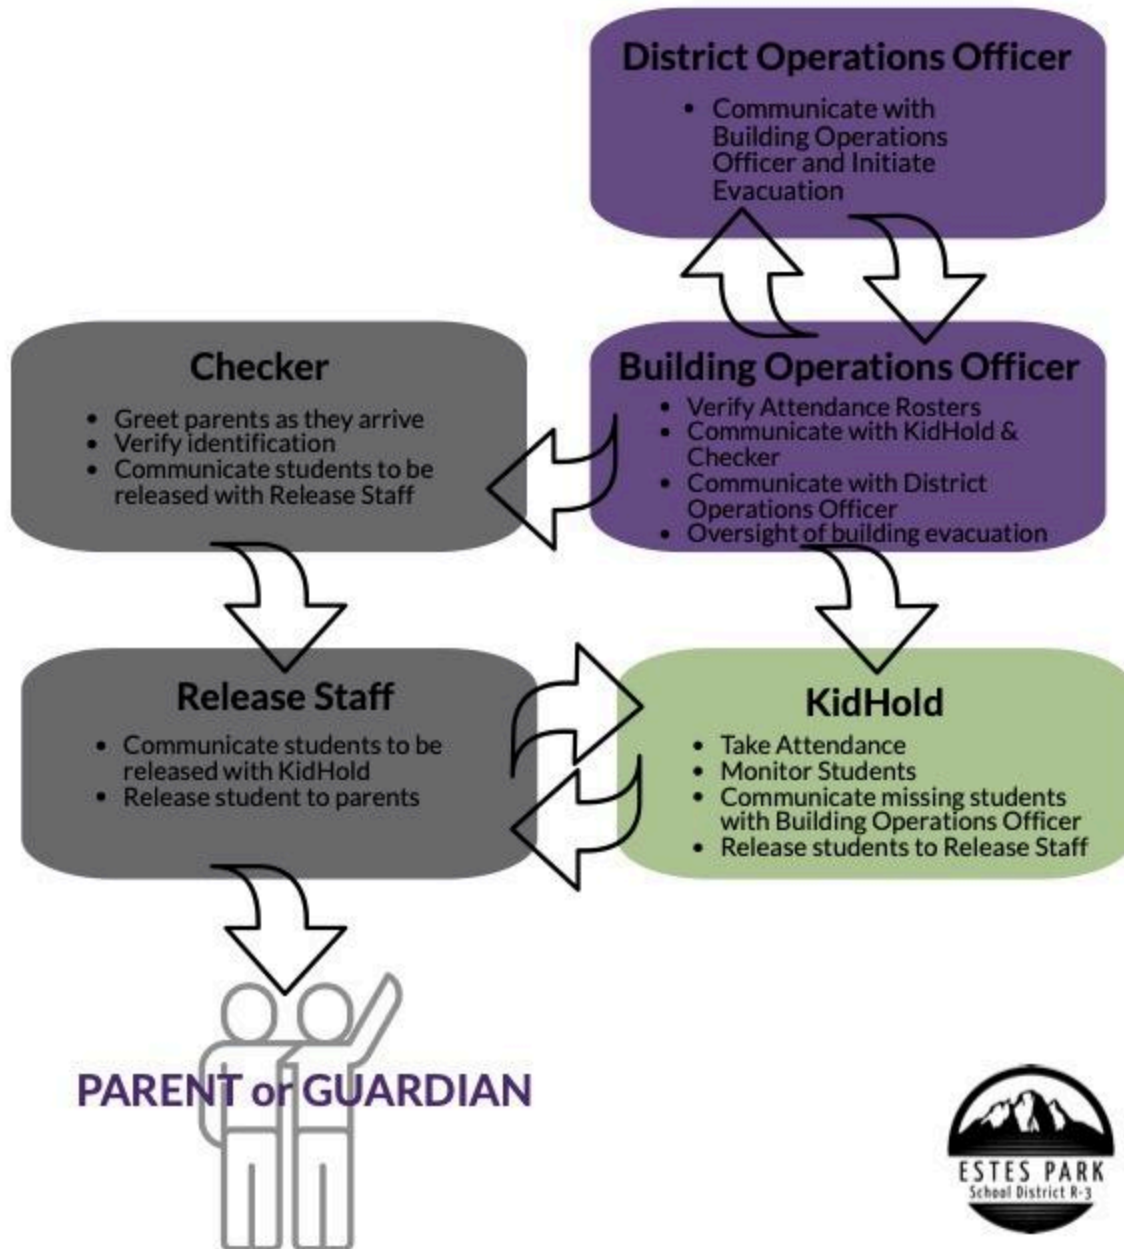 District Operations Officer
• Communicate with
Building Operations
Officer and Initiate
Evacuation
Checker
• Greet parents as they arrive
• Verify identification
• Communicate students to be
released with Release Staff
Building Operations Officer
• Verify Attendance Rosters
• Communicate with KidHold &
Checker
• Communicate with District
Operations Officer
• Oversight of building evacuation
Release Staff
• Communicate students to be
released with KidHold
• Release student to parents
KidHold
• Take Attendance
• Monitor Students
• Communicate missing students
with Building Operations Officer
• Release students to Release Staff
PARENT or GUARDIAN
ESTES PARK
School District R-3